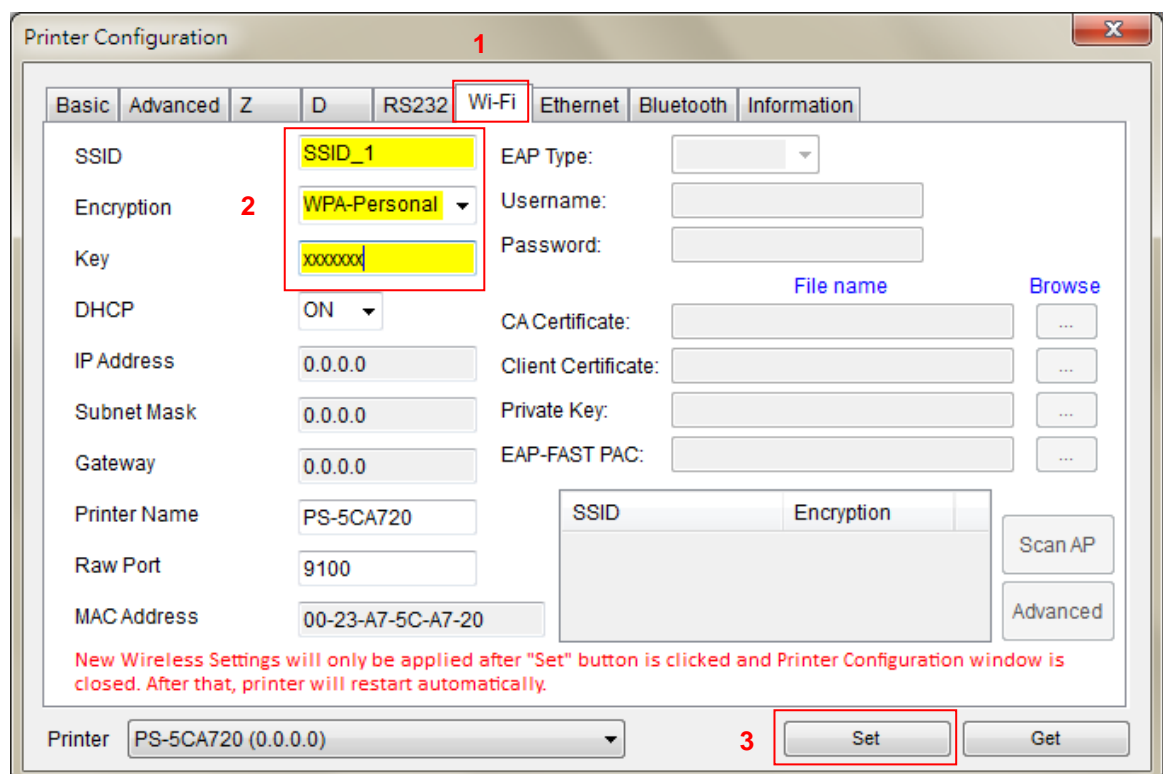 Printer Configuration
1
Basic Advanced Z D RS232 Wi-Fi Ethernet Bluetooth Information
SSID SSID_1 EAP Type:
Encryption 2 WPA-Personal Username:
Key xxxxxxx Password:
File name Browse
DHCP ON CA Certificate: ...
IP Address 0.0.0.0 Client Certificate: ...
Subnet Mask 0.0.0.0 Private Key: ...
Gateway 0.0.0.0 EAP-FAST PAC: ...
Printer Name PS-5CA720 SSID Encryption
Scan AP
Raw Port 9100
MAC Address 00-23-A7-5C-A7-20 Advanced
New Wireless Settings will only be applied after "Set" button is clicked and Printer Configuration window is
closed. After that, printer will restart automatically.
Printer PS-5CA720 (0.0.0.0) 3 Set Get